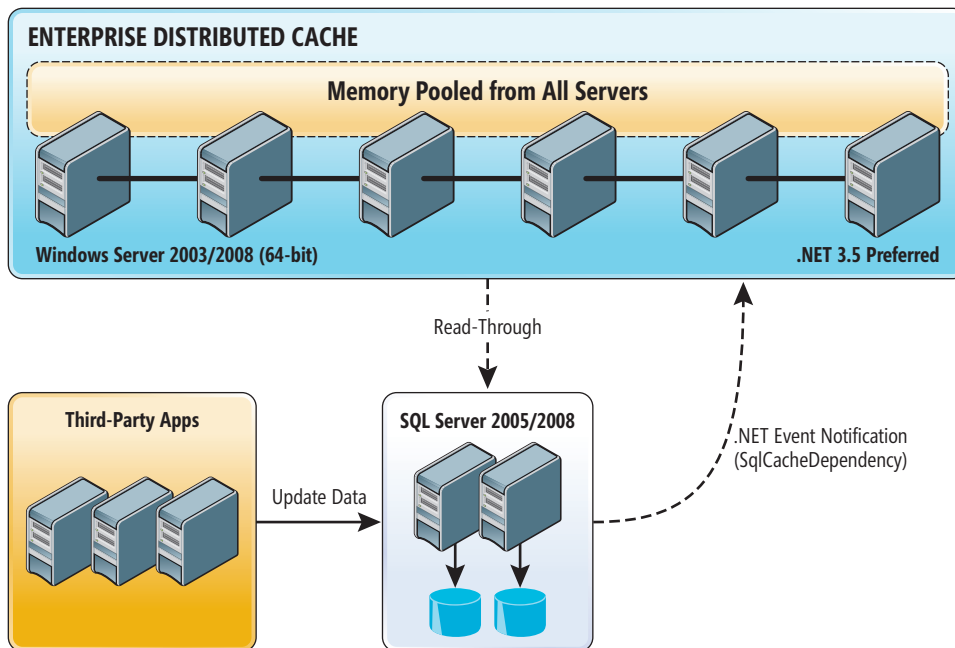 ENTERPRISE DISTRIBUTED CACHE
Memory Pooled from All Servers
Windows Server 2003/2008 (64-bit)
.NET 3.5 Preferred
Read-Through
Third-Party Apps
SQL Server 2005/2008
.NET Event Notification
(SqlCacheDependency)
Update Data